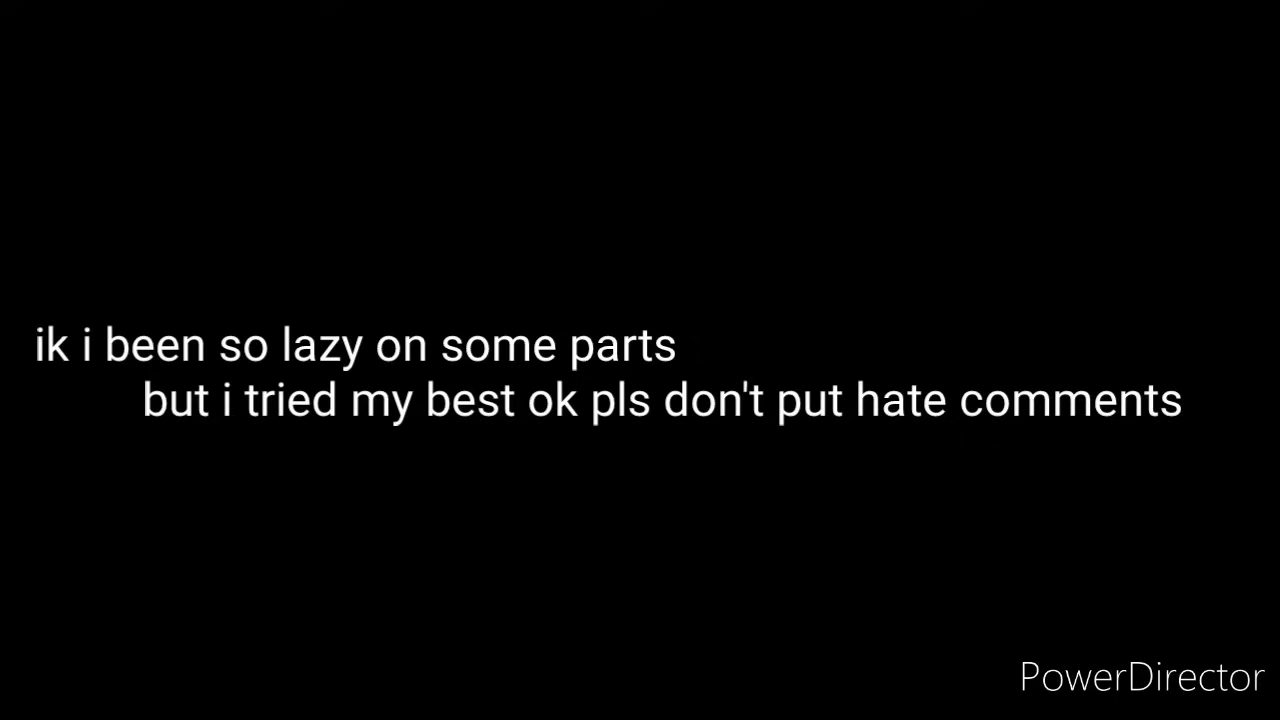 ik i been so lazy on some parts
but i tried my best ok pls don't put hate comments
PowerDirector